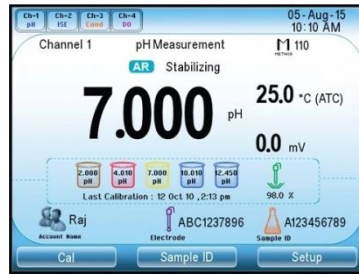 Ch-1 Ch-2 Ch-3 Ch-4
pH ISE Cond DO
05-Aug-15
10:10 AM
Channel 1 pH Measurement M 110
METHOD
AR Stabilizing
7.000 pH
25.0 °C (ATC)
0.0 mV
2.000 pH 4.010 pH 7.000 pH 10.010 pH 12.450 pH
Last Calibration : 12 Oct 10 ,2:13 pm
98.0 %
Raj
Account Name
ABC1237896
Electrode
A123456789
Sample ID
Cal Sample ID Setup